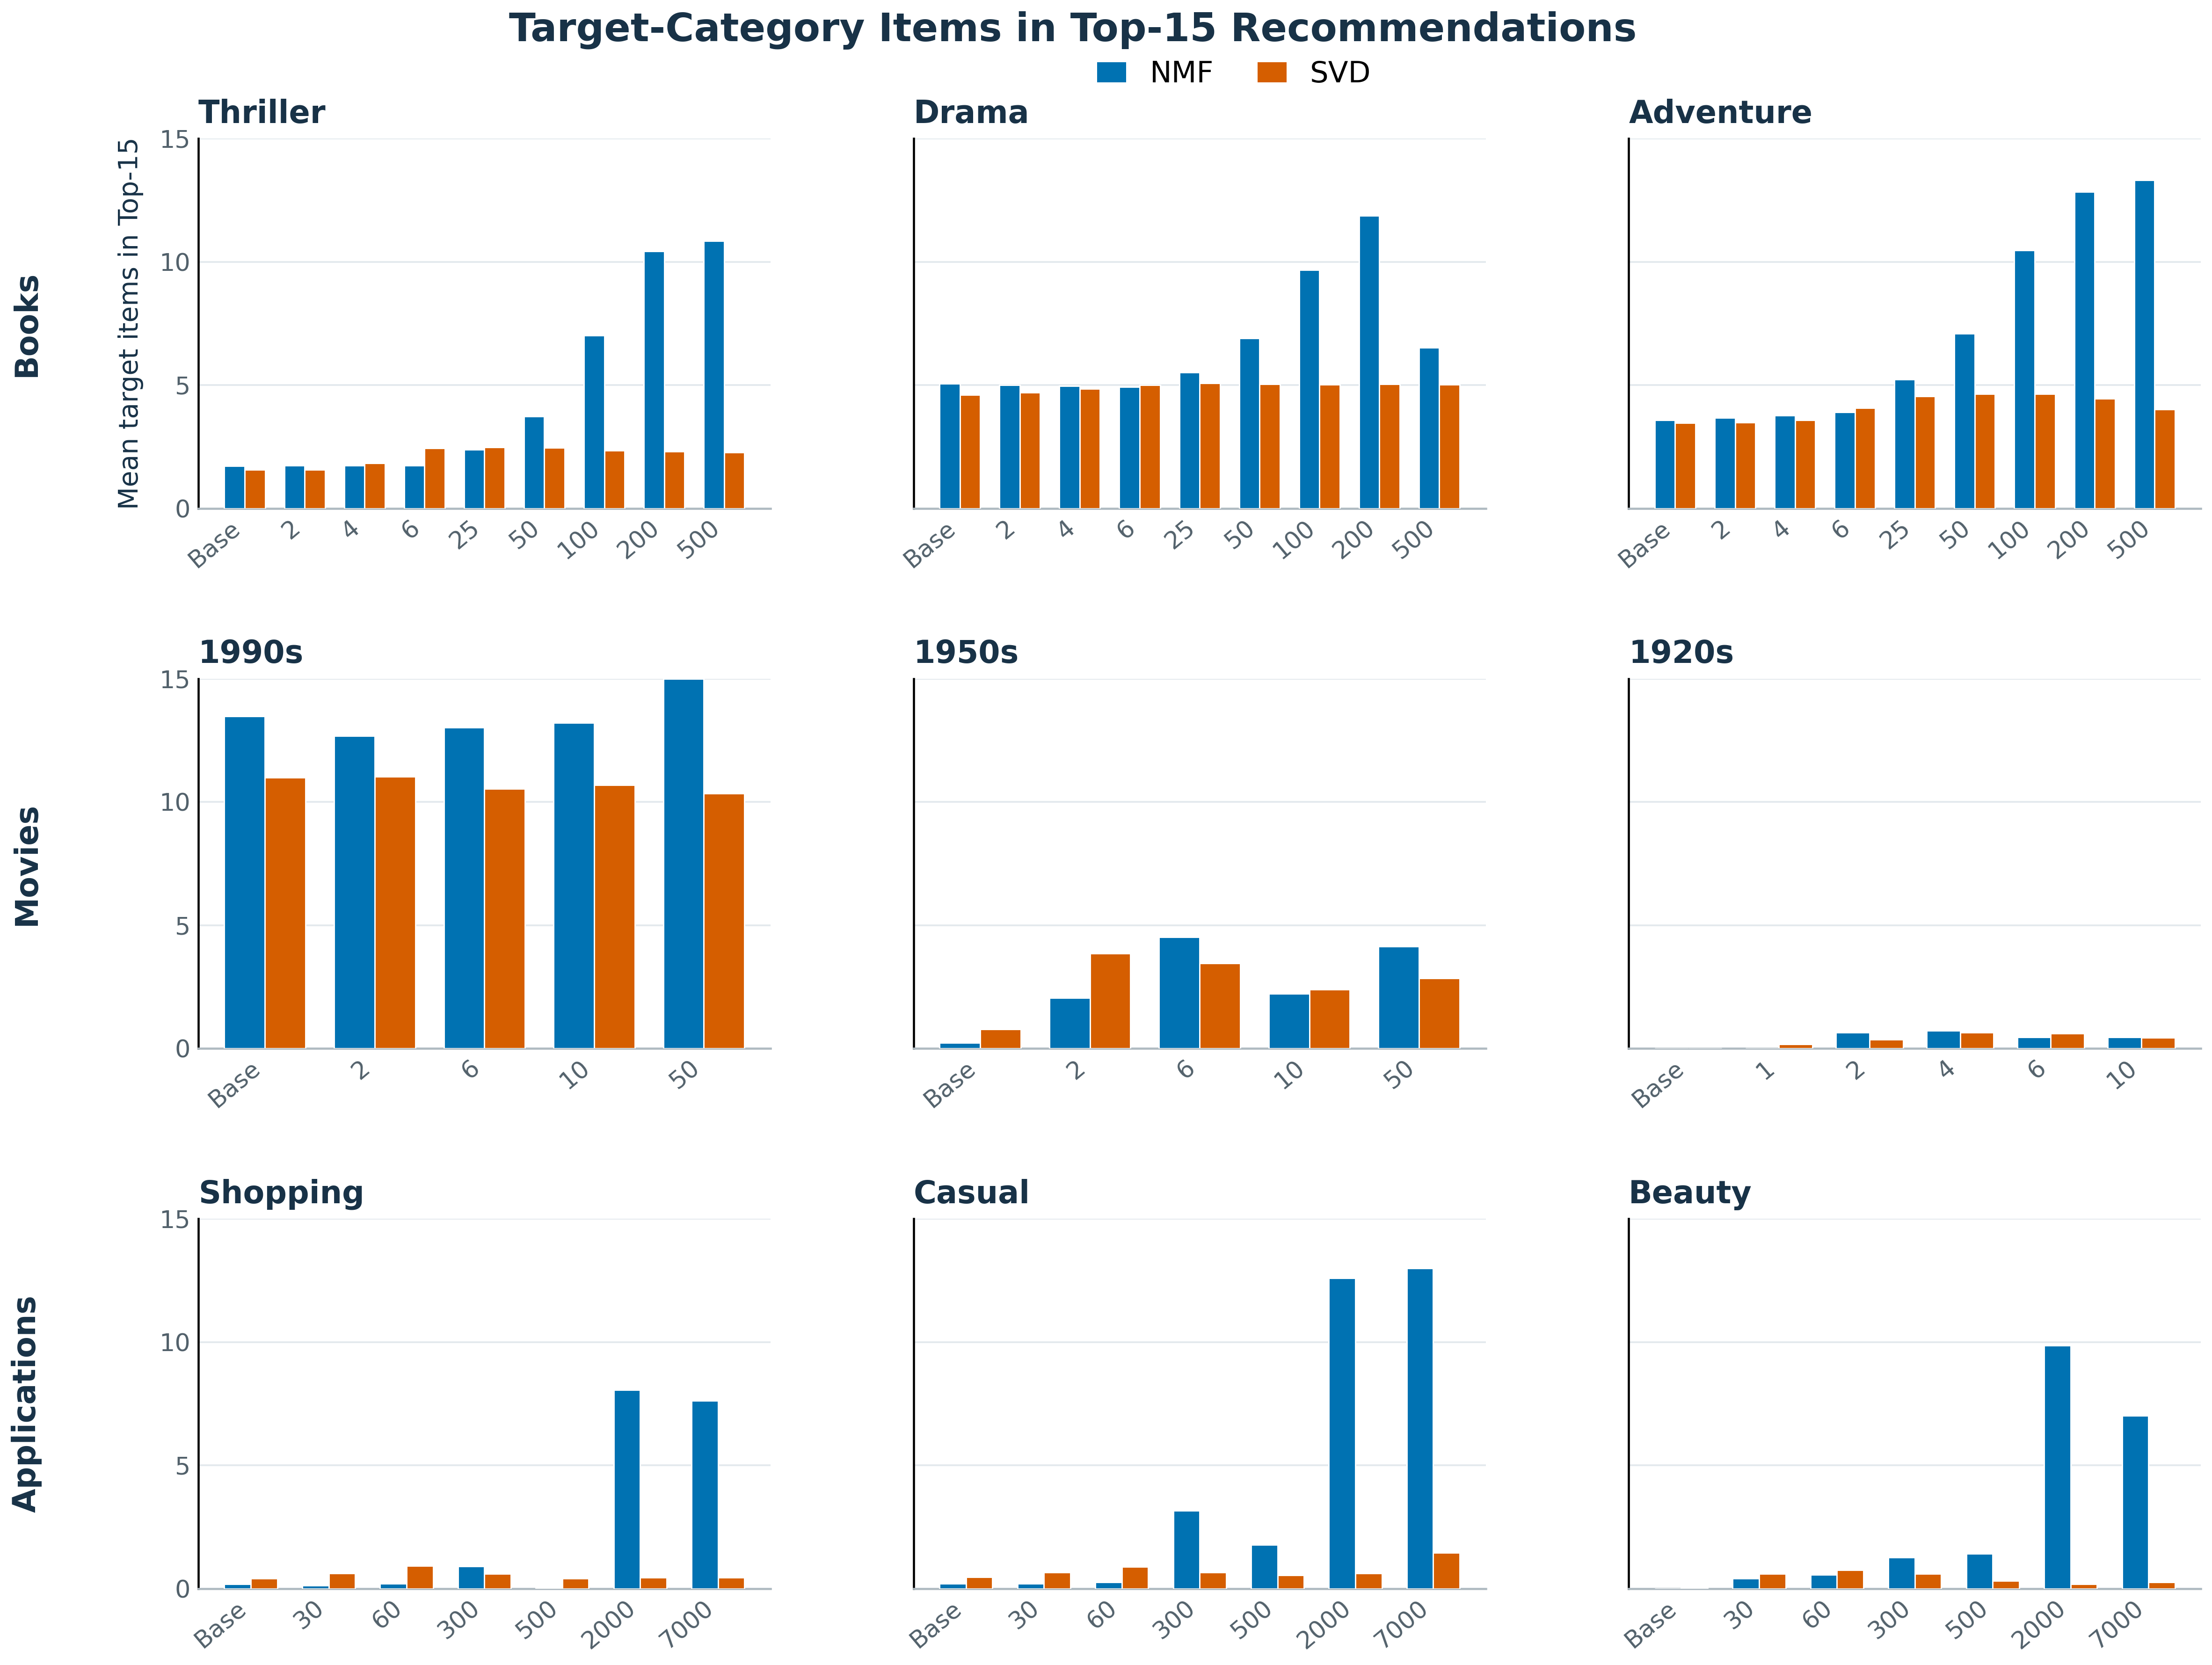 Target-Category Items in Top-15 Recommendations
NMF SVD
Books
Thriller
Mean target items in Top-15
15
10
5
0
Base 2 4 6 25 50 100 200 500
Drama
Base 2 4 6 25 50 100 200 500
Adventure
Base 2 4 6 25 50 100 200 500
Movies
1990s
15
10
5
0
Base 2 6 10 50
1950s
Base 2 6 10 50
1920s
Base 1 2 4 6 10
Applications
Shopping
15
10
5
0
Base 30 60 300 500 2000 7000
Casual
Base 30 60 300 500 2000 7000
Beauty
Base 30 60 300 500 2000 7000